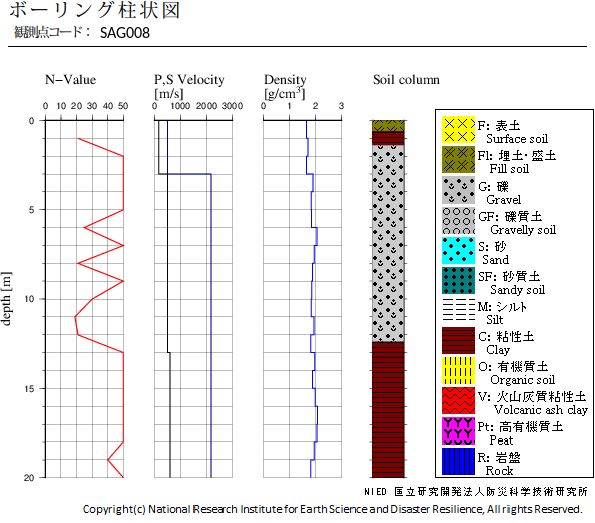 ボーリング柱状図
観測点コード： SAG008
N-Value
P,S Velocity
[m/s]
Density
[g/cm3]
Soil column
0 10 20 30 40 50
0 1000 2000 3000
0 1 2 3
0
5
10
15
20
depth [m]
F: 表土
Surface soil
Fl: 埋土・盛土
Fill soil
G: 礫
Gravel
GF: 礫質土
Gravelly soil
S: 砂
Sand
SF: 砂質土
Sandy soil
M: シルト
Silt
C: 粘性土
Clay
O: 有機質土
Organic soil
V: 火山灰質粘性土
Volcanic ash clay
Pt: 高有機質土
Peat
R: 岩盤
Rock
NIED 国立研究開発法人防災科学技術研究所
Copyright(c) National Research Institute for Earth Science and Disaster Resilience, All rights Reserved.